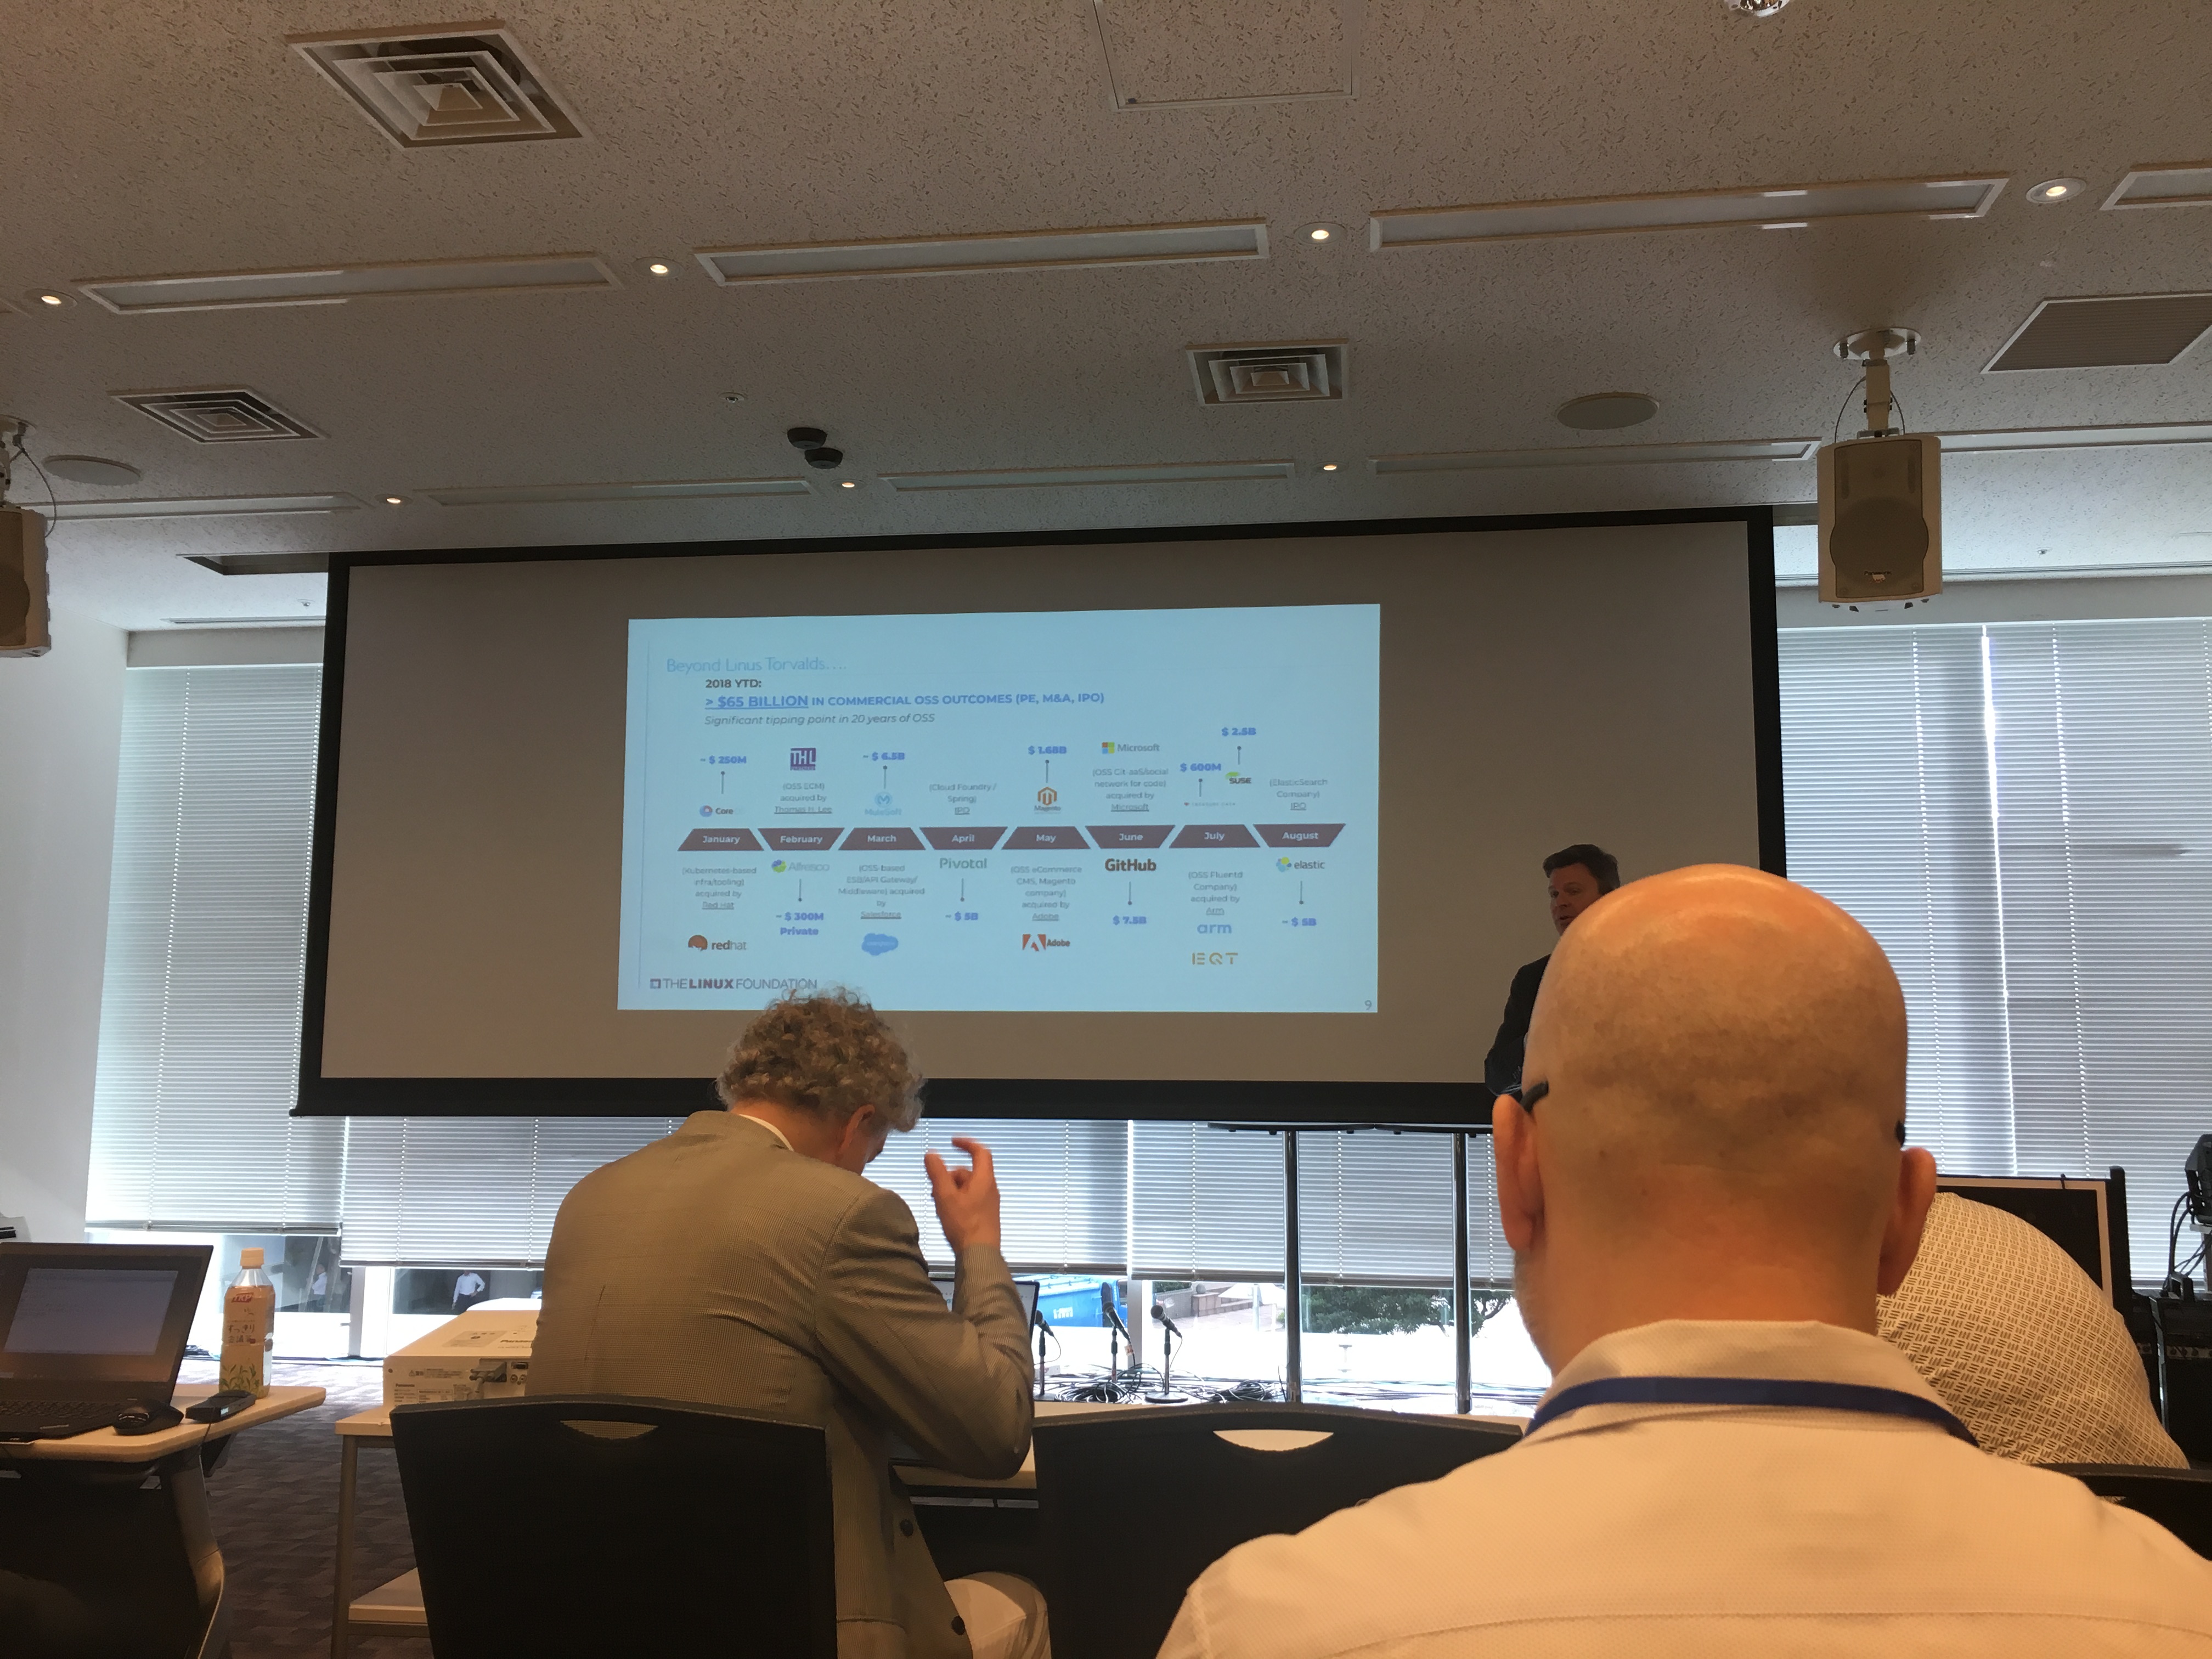 Beyond Linus Torvalds....
2018 YTD:
> $65 BILLION IN COMMERCIAL OSS OUTCOMES (PE, M&A, IPO)
Significant tipping point in 20 years of OSS
~ $ 250M
Core
THL
(OSS ECM)
acquired by
Thomas H. Lee
~ $ 6.5B
MuleSoft
(Cloud Foundry /
Spring)
IPO
$ 1.68B
Magento
Microsoft
(OSS Git aaS/social
network for code)
acquired by
Microsoft
$ 600M
$ 2.5B
SUSE
(ElasticSearch
Company)
IPO
January
February
March
April
May
June
July
August
(Kubernetes-based
infra/tooling)
acquired by
Red Hat
redhat
Alfresco
~ $ 300M
Private
(OSS-based
ESB/API Gateway/
Middleware) acquired
by
Salesforce
Pivotal
~ $ 5B
(OSS eCommerce
CMS, Magento
company)
acquired by
Adobe
Adobe
GitHub
$ 7.5B
(OSS Fluentd
Company)
acquired by
Arm
arm
EQT
elastic
~ $ 5B
THE LINUX FOUNDATION
9